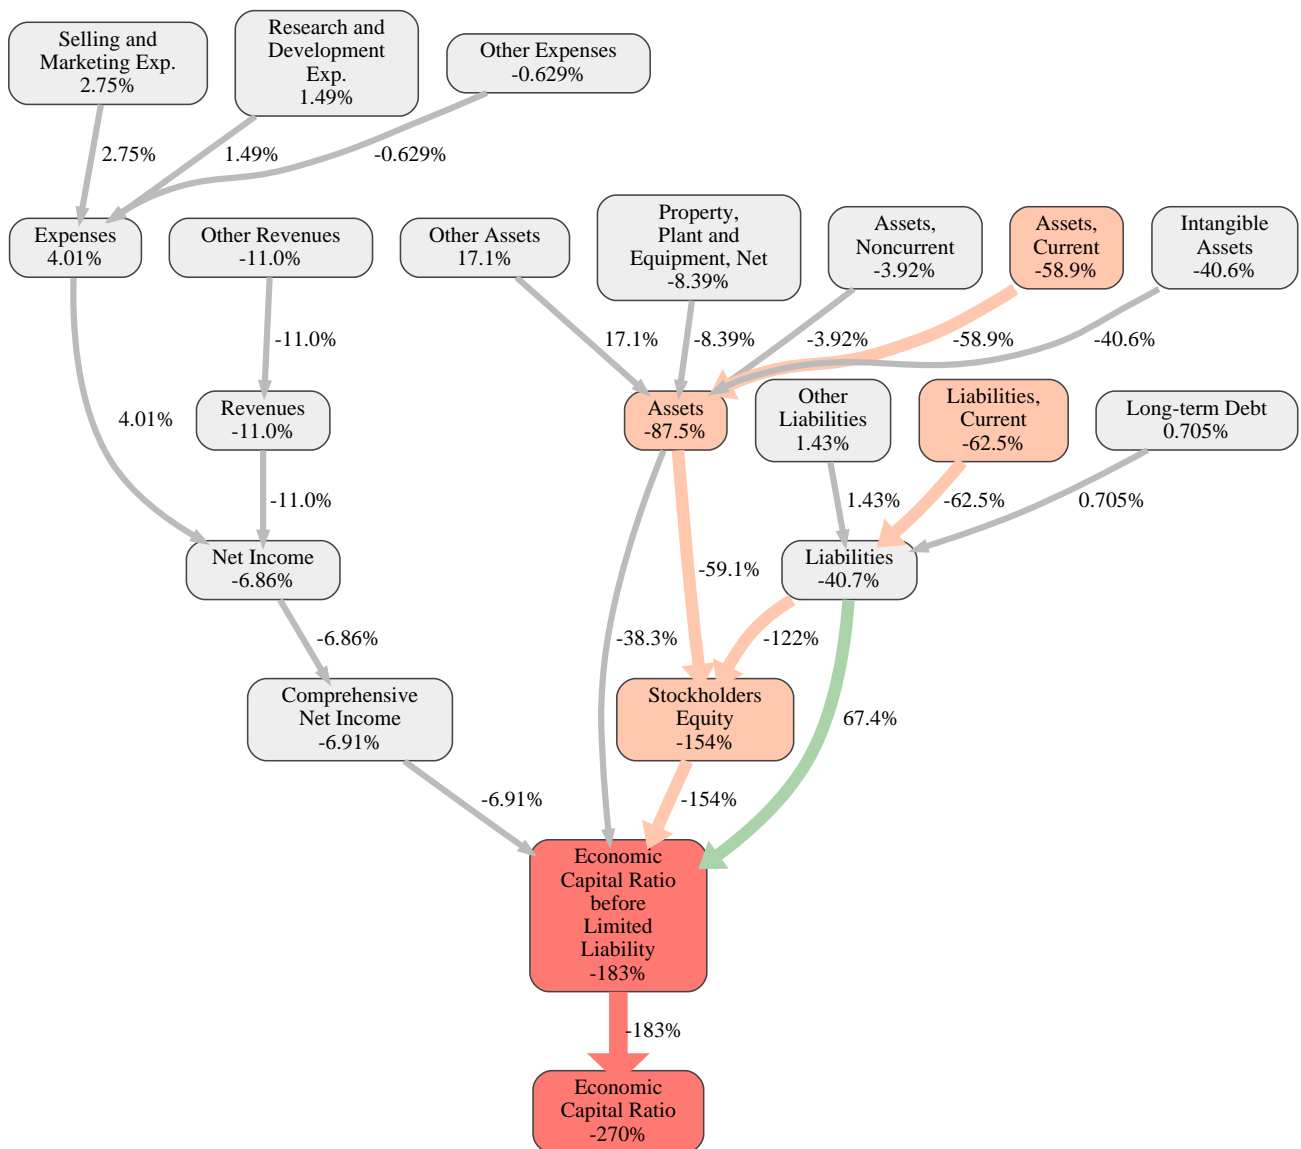 Selling and
Marketing Exp.
2.75%
Research and
Development
Exp.
1.49%
Other Expenses
-0.629%
2.75%
1.49%
-0.629%
Expenses
4.01%
Other Revenues
-11.0%
Other Assets
17.1%
Property,
Plant and
Equipment, Net
-8.39%
Assets,
Noncurrent
-3.92%
Assets,
Current
-58.9%
Intangible
Assets
-40.6%
-11.0%
17.1%
-8.39%
-3.92%
-58.9%
-40.6%
4.01%
Revenues
-11.0%
Assets
-87.5%
Other
Liabilities
1.43%
Liabilities,
Current
-62.5%
Long-term Debt
0.705%
-11.0%
1.43%
-62.5%
0.705%
Net Income
-6.86%
-59.1%
Liabilities
-40.7%
-6.86%
-38.3%
-122%
Comprehensive
Net Income
-6.91%
Stockholders
Equity
-154%
67.4%
-6.91%
-154%
Economic
Capital Ratio
before
Limited
Liability
-183%
-183%
Economic
Capital Ratio
-270%